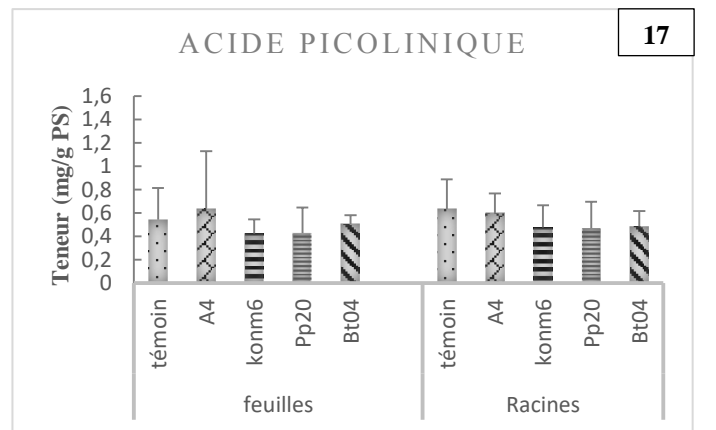 ACIDE PICOLINIQUE
17
Teneur (mg/g PS)
1,6
1,4
1,2
1
0,8
0,6
0,4
0,2
0
témoin
A4
konm6
Pp20
Bt04
témoin
A4
konm6
Pp20
Bt04
feuilles
Racines